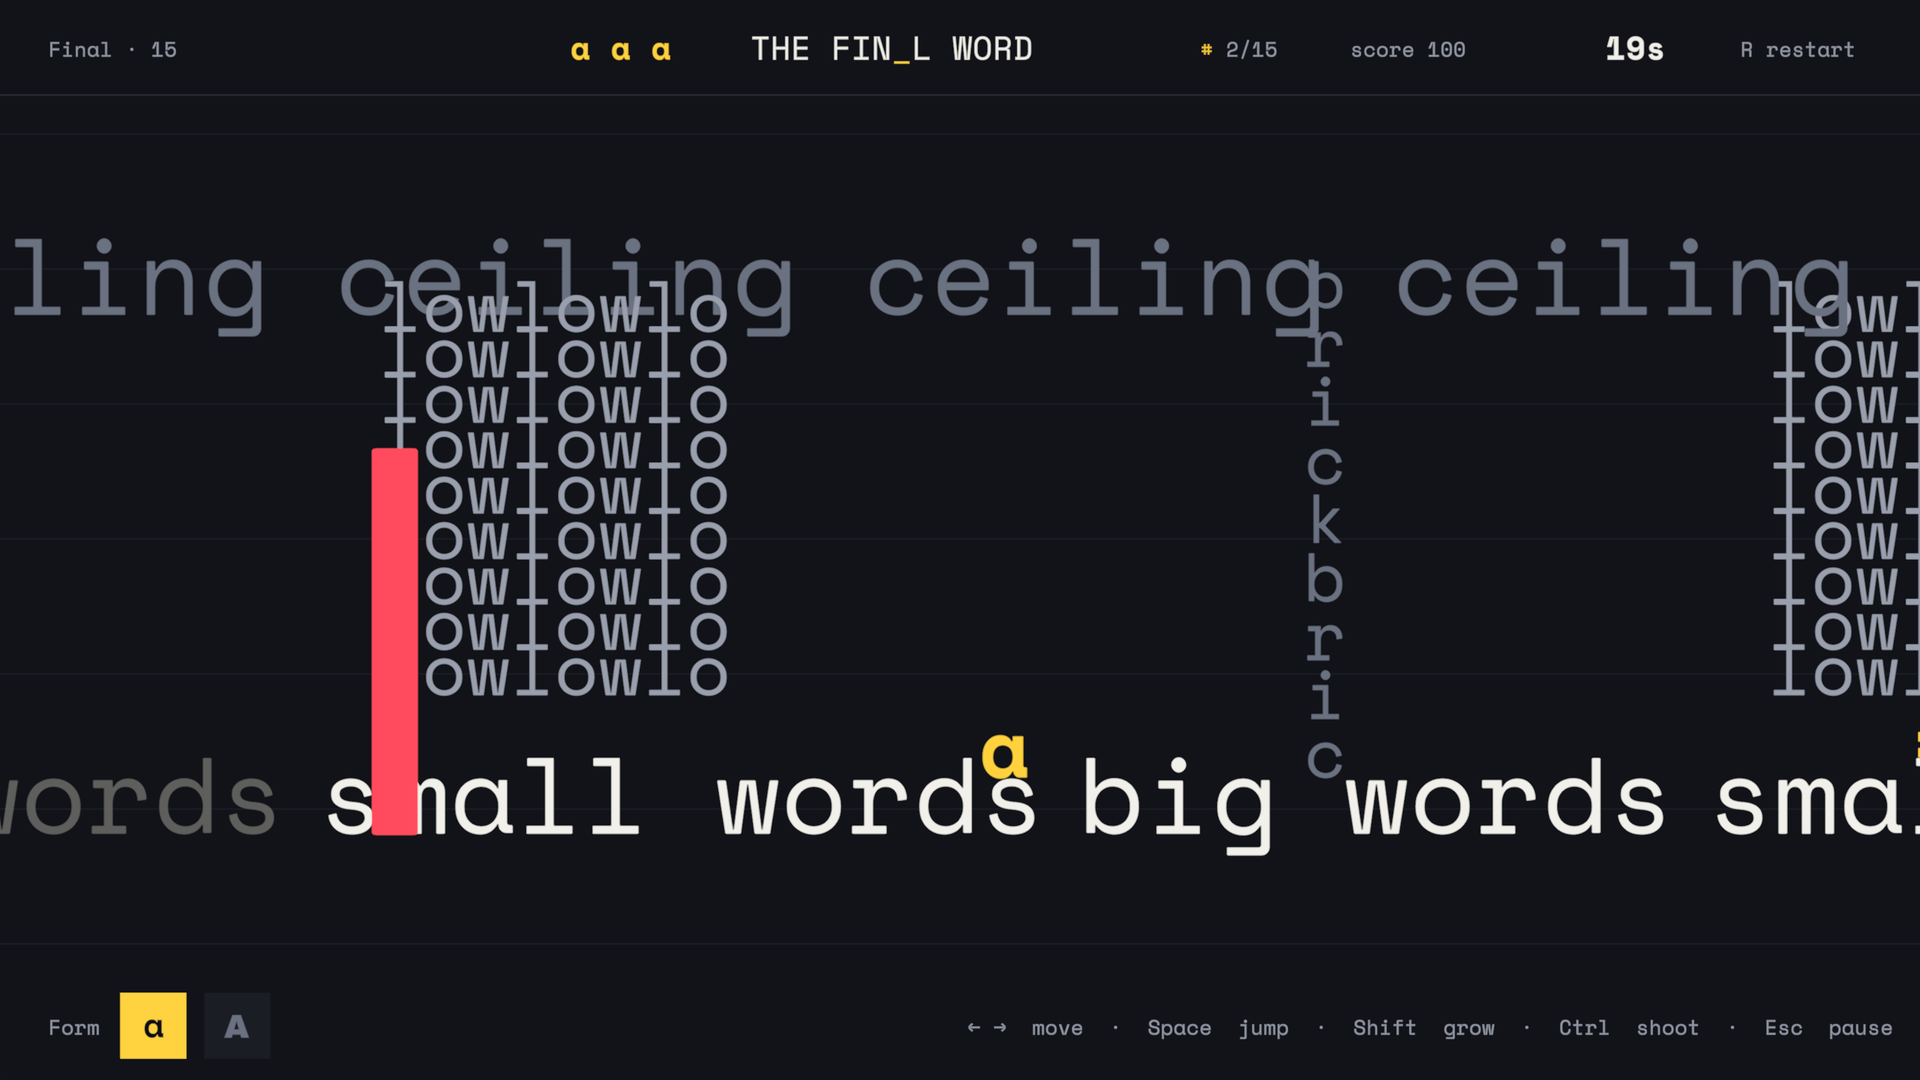 Final · 15
a a a
THE FIN_L WORD
# 2/15
score 100
19s
R restart
ling ceiling ceiling ceiling
lowlowlo
lowlowlo
lowlowlo
owlowlo
owlowlo
owlowlo
owlowlo
owlowlo
owlowlo
brickbric
low
low
low
low
low
low
low
low
low
a
words small words big words sma
Form a A
← → move · Space jump · Shift grow · Ctrl shoot · Esc pause